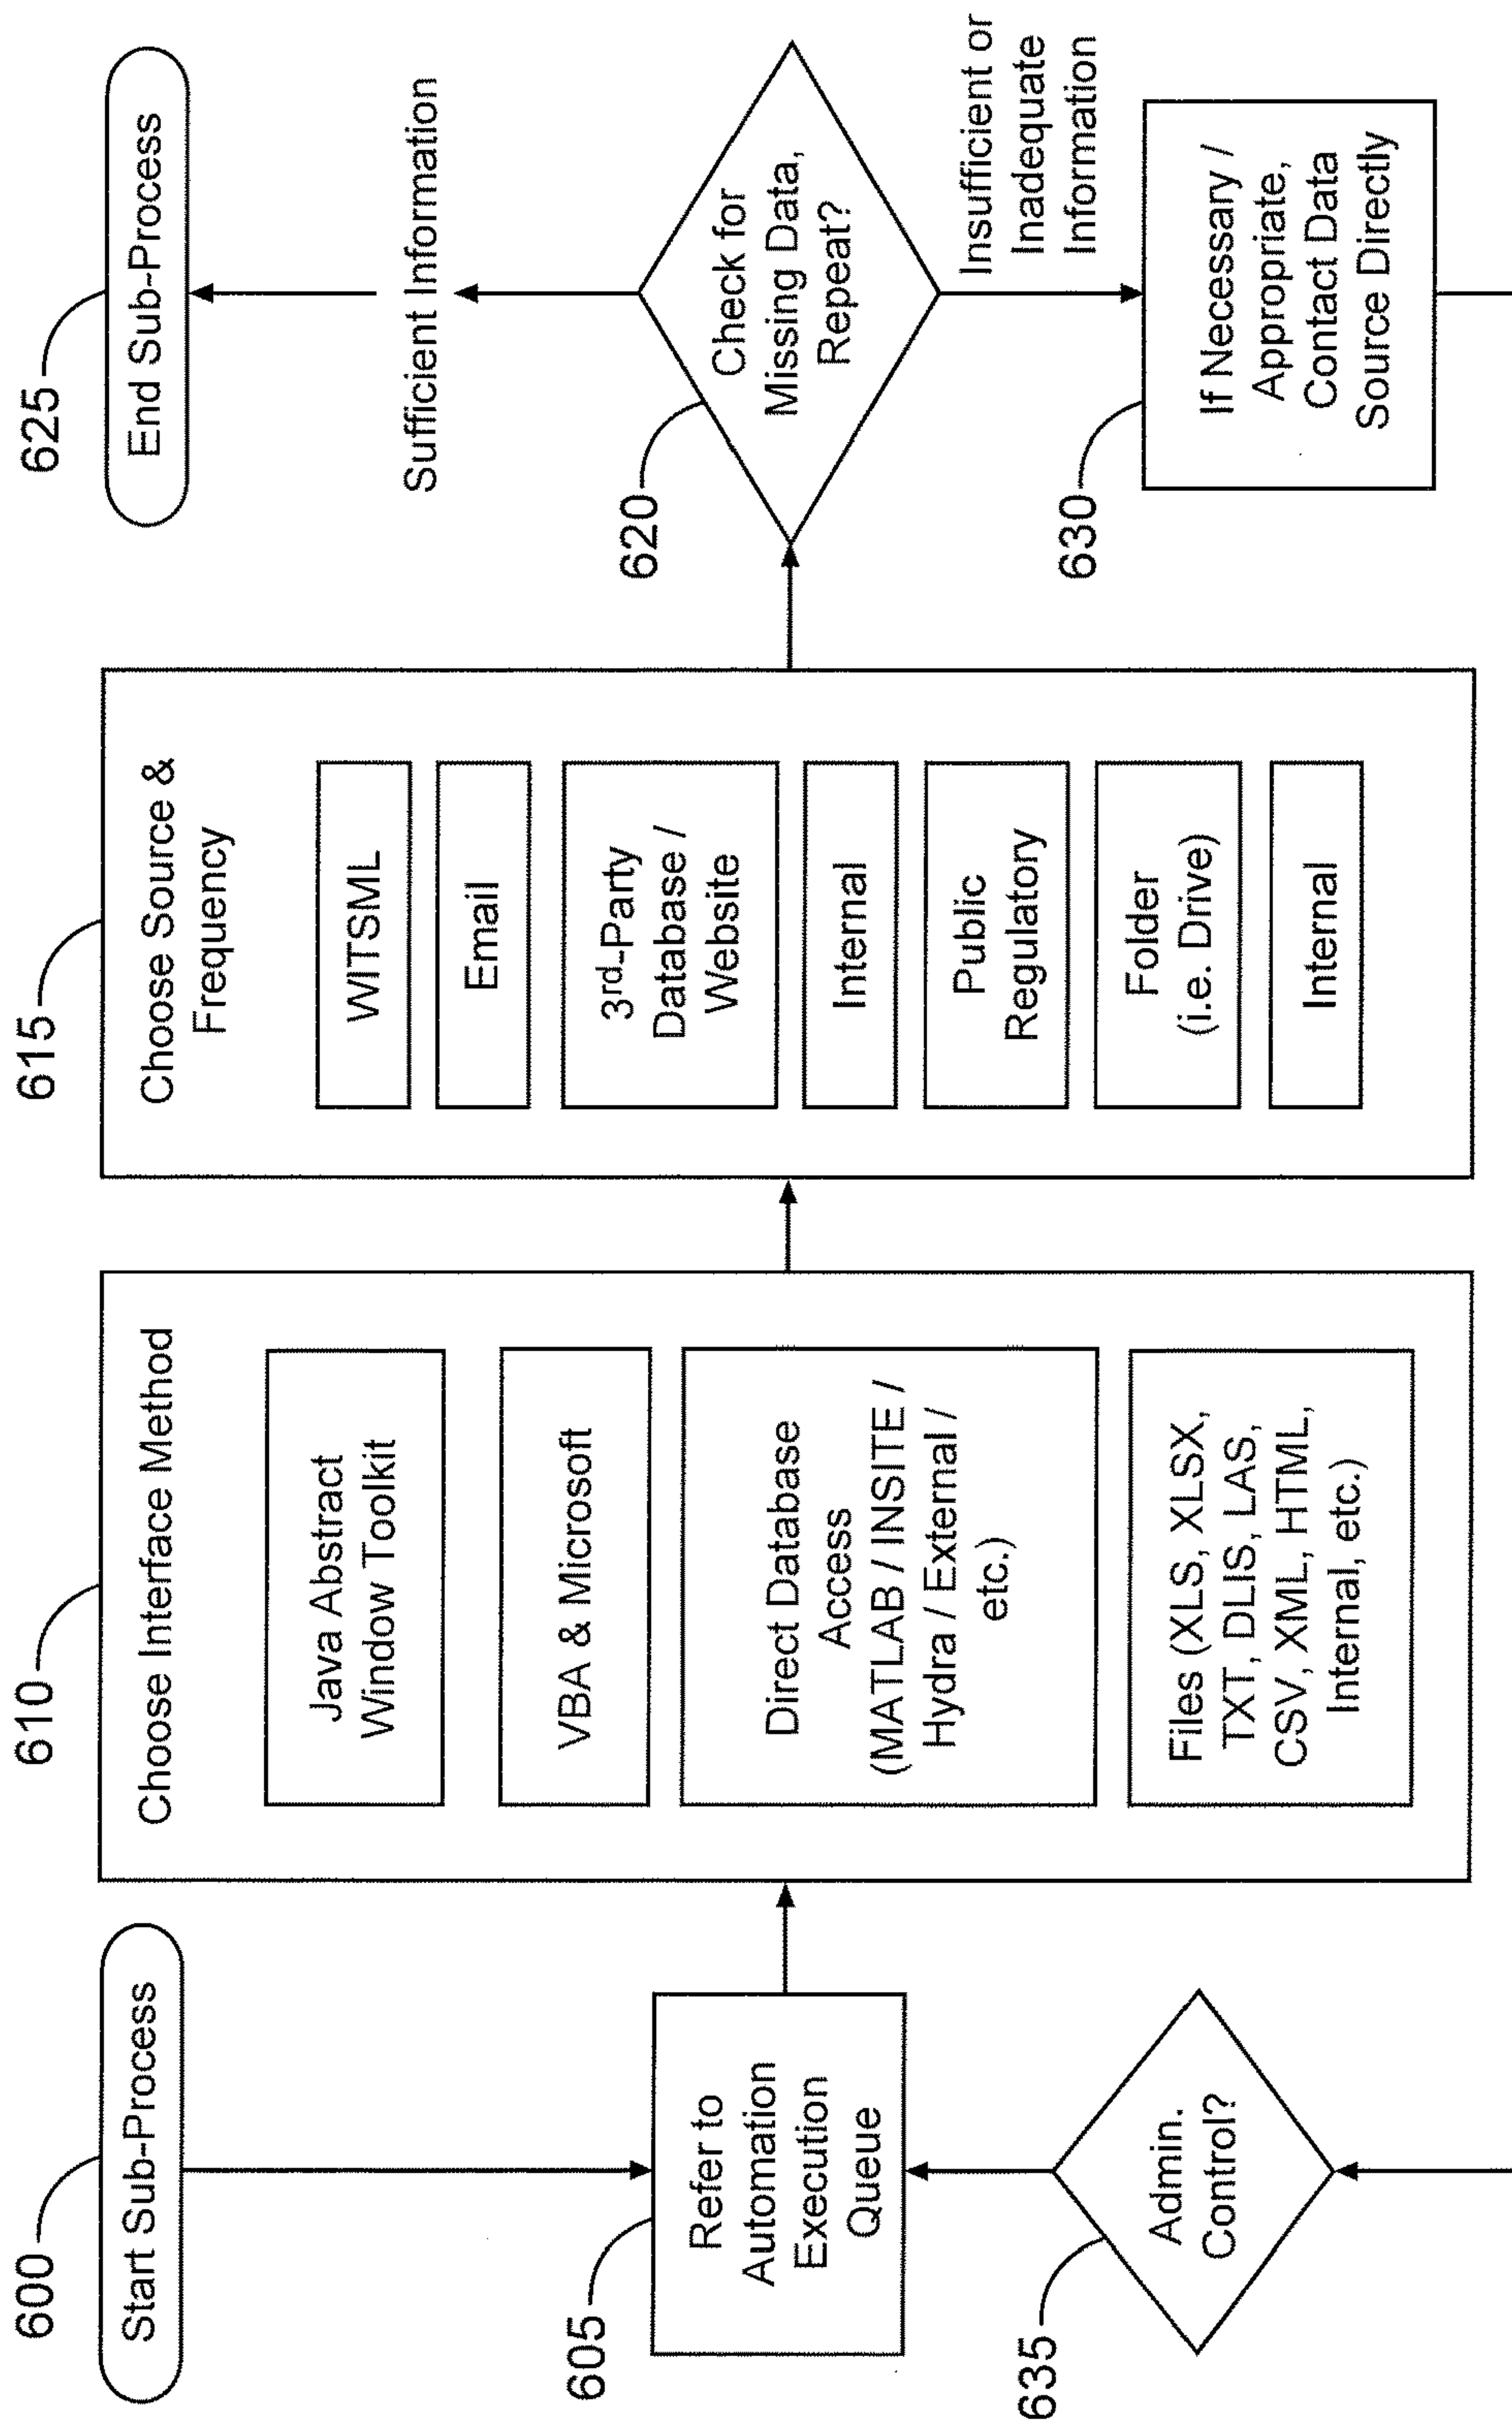 600
Start Sub-Process
605
Refer to
Automation
Execution
Queue
635
Admin.
Control?
610
Choose Interface Method
Java Abstract
Window Toolkit
VBA & Microsoft
Direct Database
Access
(MATLAB / INSITE /
Hydra / External /
etc.)
Files (XLS, XLSX,
TXT, DLIS, LAS,
CSV, XML, HTML,
Internal, etc.)
615
Choose Source &
Frequency
WITSML
Email
3rd-Party
Database /
Website
Internal
Public
Regulatory
Folder
(i.e. Drive)
Internal
625
End Sub-Process
Sufficient Information
620
Check for
Missing Data,
Repeat?
Insufficient or
Inadequate
Information
630
If Necessary /
Appropriate,
Contact Data
Source Directly